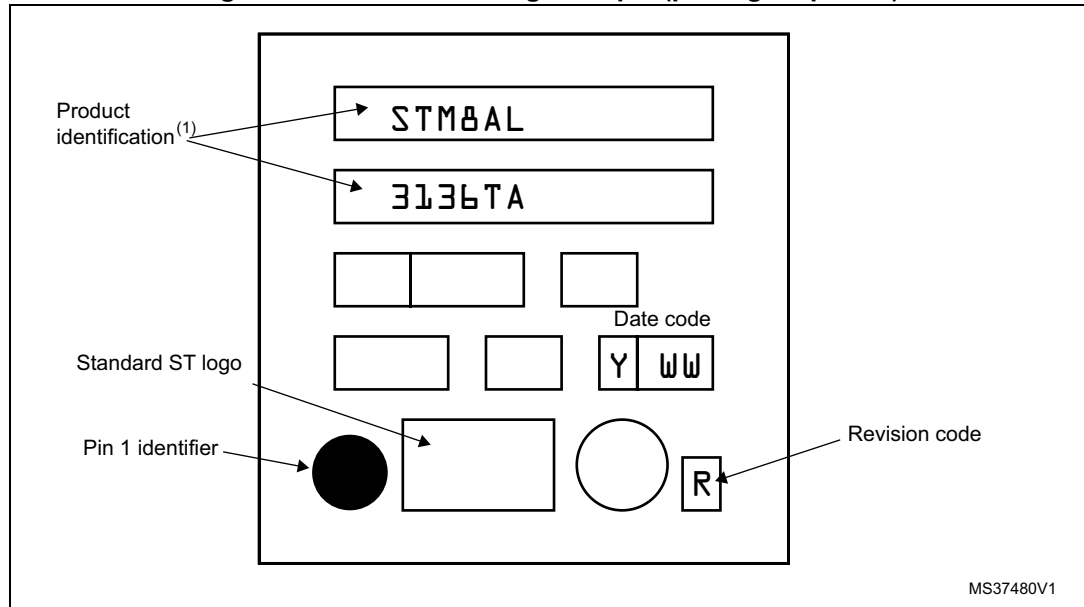 Product
identification(1)
STM8AL
3136TA
Date code
Y WW
Standard ST logo
Pin 1 identifier
Revision code
R
MS37480V1